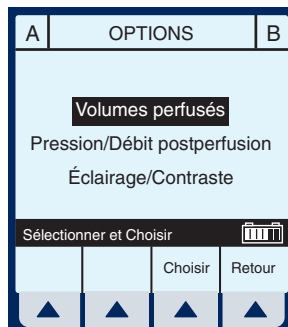 A OPTIONS B
Volumes perfusés
Pression/Débit postperfusion
Éclairage/Contraste
Sélectionner et Choisir
Choisir Retour